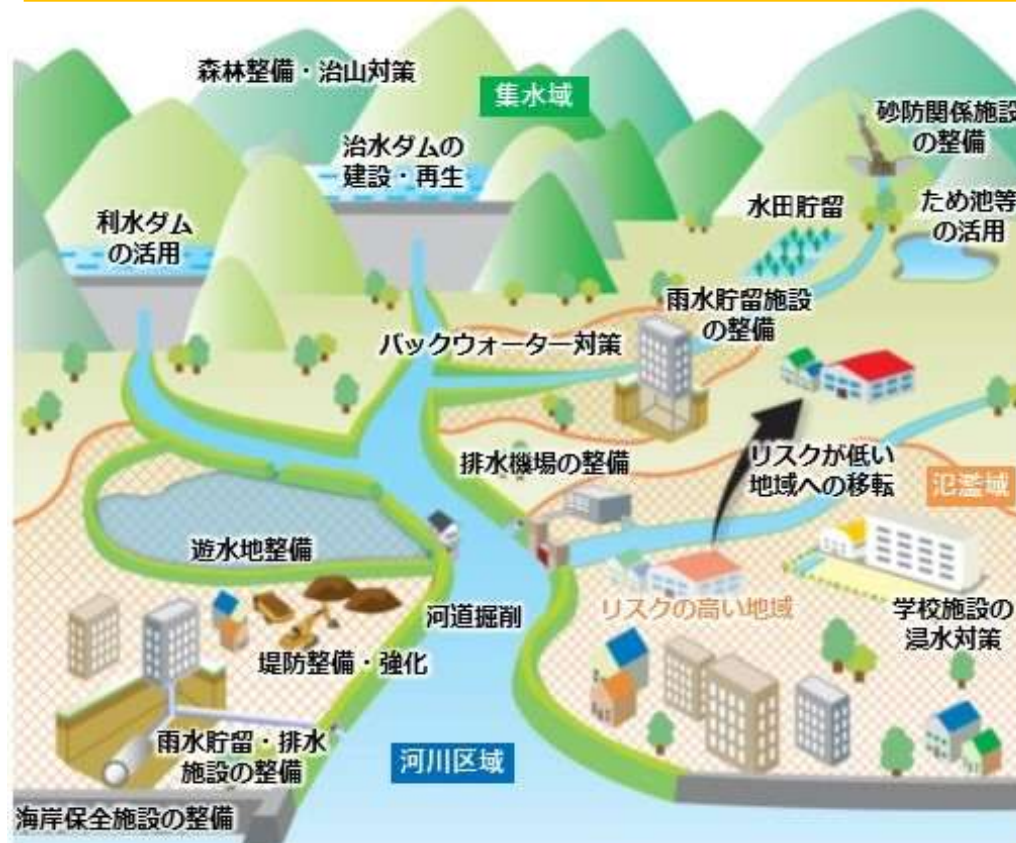 森林整備・治山対策
集水域
砂防関係施設
の整備
治水ダムの
建設・再生
水田貯留
ため池等
の活用
利水ダム
の活用
雨水貯留施設
の整備
バックウォーター対策
排水機場の整備
リスクが低い
地域への移転
氾濫域
遊水地整備
リスクの高い地域
学校施設の
浸水対策
河道掘削
堤防整備・強化
雨水貯留・排水
施設の整備
河川区域
海岸保全施設の整備